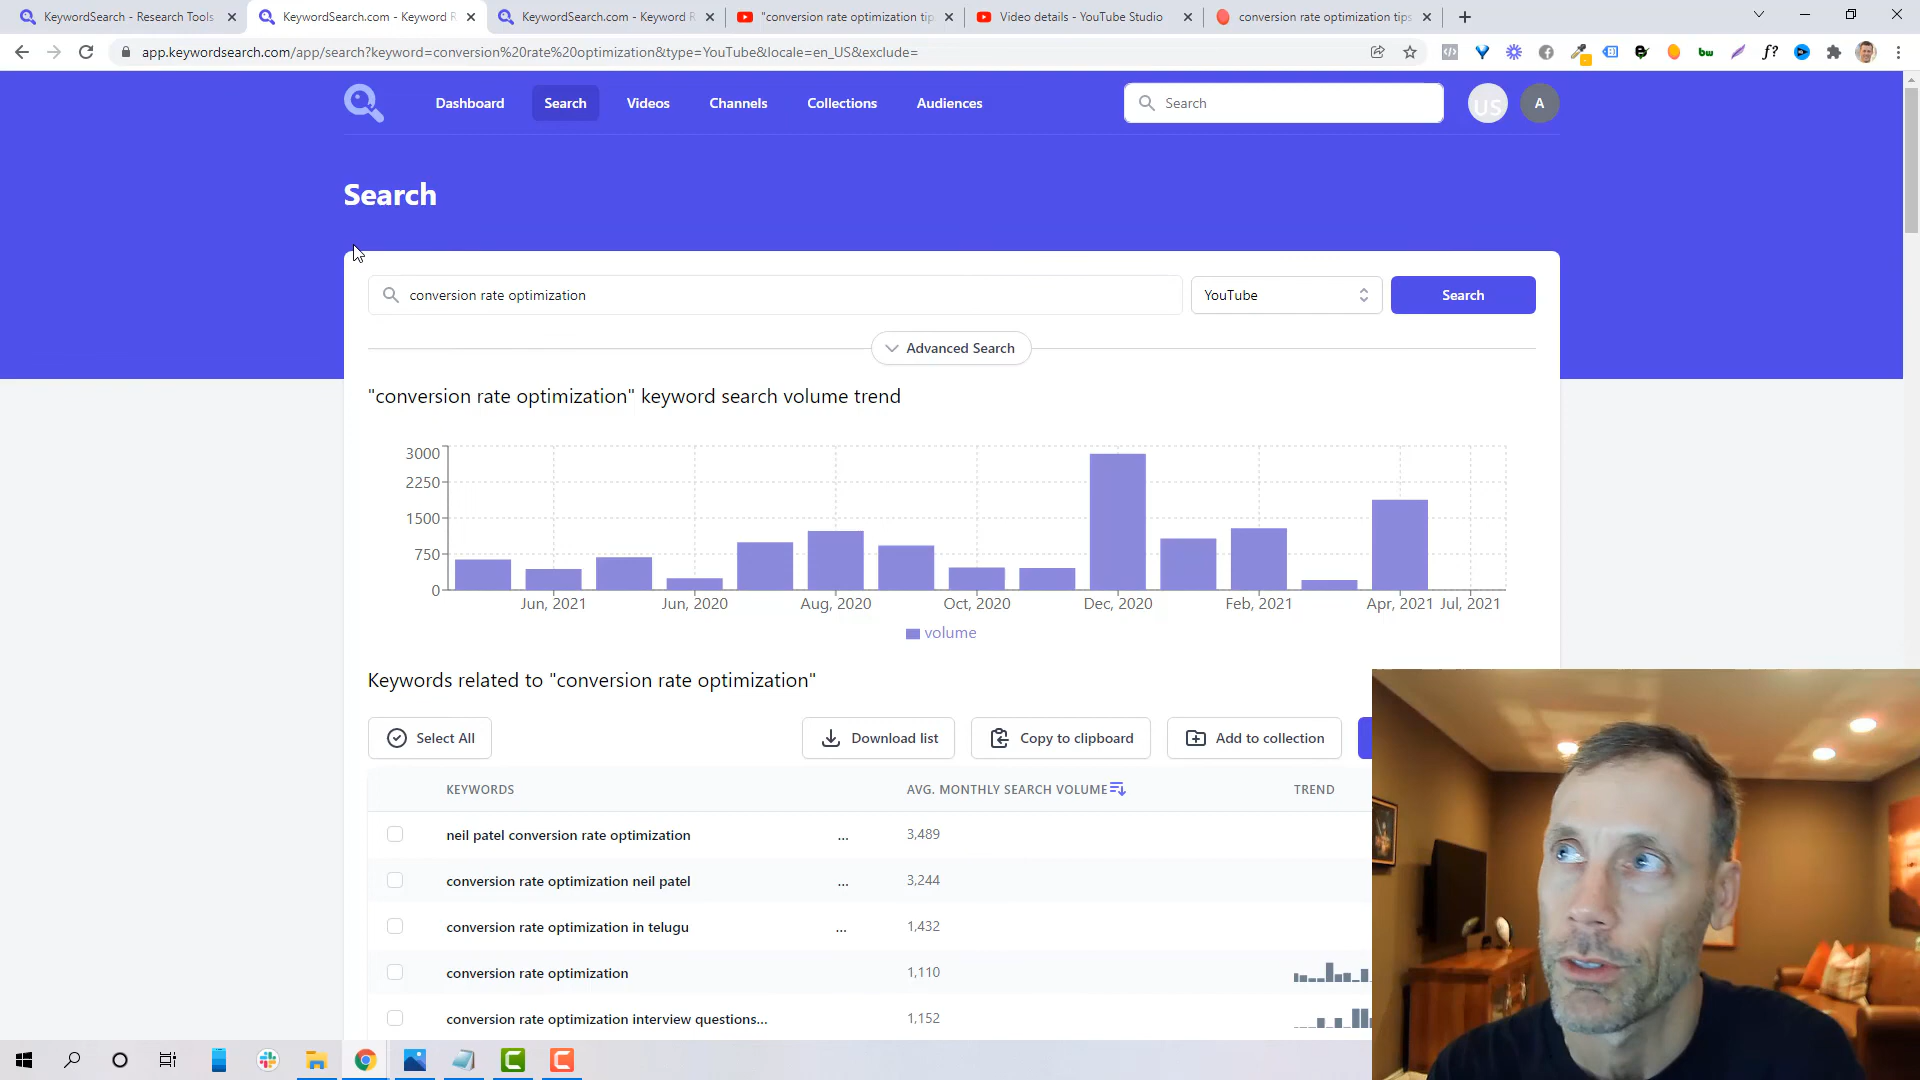 KeywordSearch - Research Tools
KeywordSearch.com - Keyword R
KeywordSearch.com - Keyword R
"conversion rate optimization tip
Video details - YouTube Studio
conversion rate optimization tips
app.keywordsearch.com/app/search?keyword=conversion%20rate%20optimization&type=YouTube&locale=en_US&exclude=
Dashboard
Search
Videos
Channels
Collections
Audiences
Search
US
A
Search
conversion rate optimization
YouTube
Search
Advanced Search
"conversion rate optimization" keyword search volume trend
3000
2250
1500
750
0
Jun, 2021
Jun, 2020
Aug, 2020
Oct, 2020
Dec, 2020
Feb, 2021
Apr, 2021
Jul, 2021
volume
Keywords related to "conversion rate optimization"
Select All
Download list
Copy to clipboard
Add to collection
KEYWORDS
AVG. MONTHLY SEARCH VOLUME
TREND
neil patel conversion rate optimization ... 3,489
conversion rate optimization neil patel ... 3,244
conversion rate optimization in telugu ... 1,432
conversion rate optimization 1,110
conversion rate optimization interview questions... 1,152